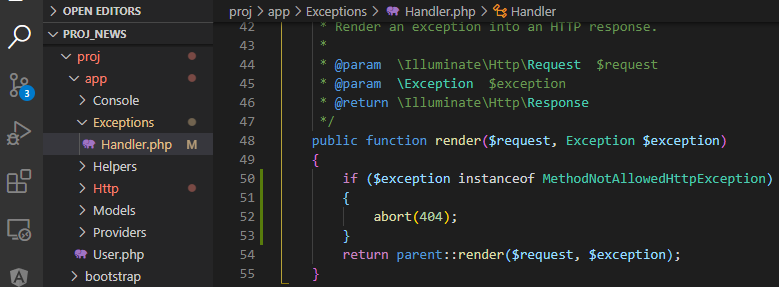 OPEN EDITORS
PROJ_NEWS
proj
app
Console
Exceptions
Handler.php M
Helpers
Http
Models
Providers
User.php
bootstrap
3
proj > app > Exceptions > Handler.php > Handler
42 * Render an exception into an HTTP response.
43 *
44 * @param \Illuminate\Http\Request $request
45 * @param \Exception $exception
46 * @return \Illuminate\Http\Response
47 */
48 public function render($request, Exception $exception)
49 {
50 if ($exception instanceof MethodNotAllowedHttpException)
51 {
52 abort(404);
53 }
54 return parent::render($request, $exception);
55 }